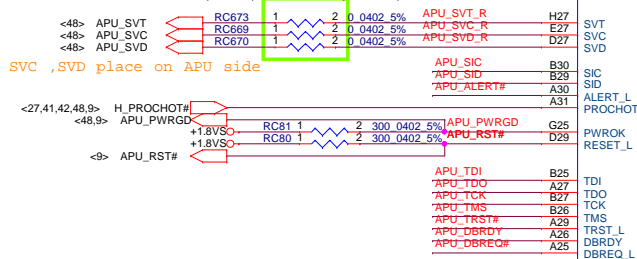 <48> APU_SVT RC673 1 2 0_0402_5% APU_SVT_R H27 SVT
<48> APU_SVC RC669 1 2 0_0402_5% APU_SVC_R E27 SVC
<48> APU_SVD RC670 1 2 0_0402_5% APU_SVD_R D27 SVD
SVC ,SVD place on APU side
APU_SIC B30 SIC
APU_SID B29 SID
APU_ALERT# A30 ALERT_L
<27,41,42,48,9> H_PROCHOT# A31 PROCHOT
<48,9> APU_PWRGD APU_PWRGD G25 PWROK
+1.8VS RC81 1 2 300_0402_5%
+1.8VS RC80 1 2 300_0402_5% APU_RST# D29 RESET_L
<9> APU_RST#
APU_TDI B25 TDI
APU_TDO A27 TDO
APU_TCK B27 TCK
APU_TMS B26 TMS
APU_TRST# A29 TRST_L
APU_DBRDY A26 DBRDY
APU_DBREQ# A25 DBREQ_L